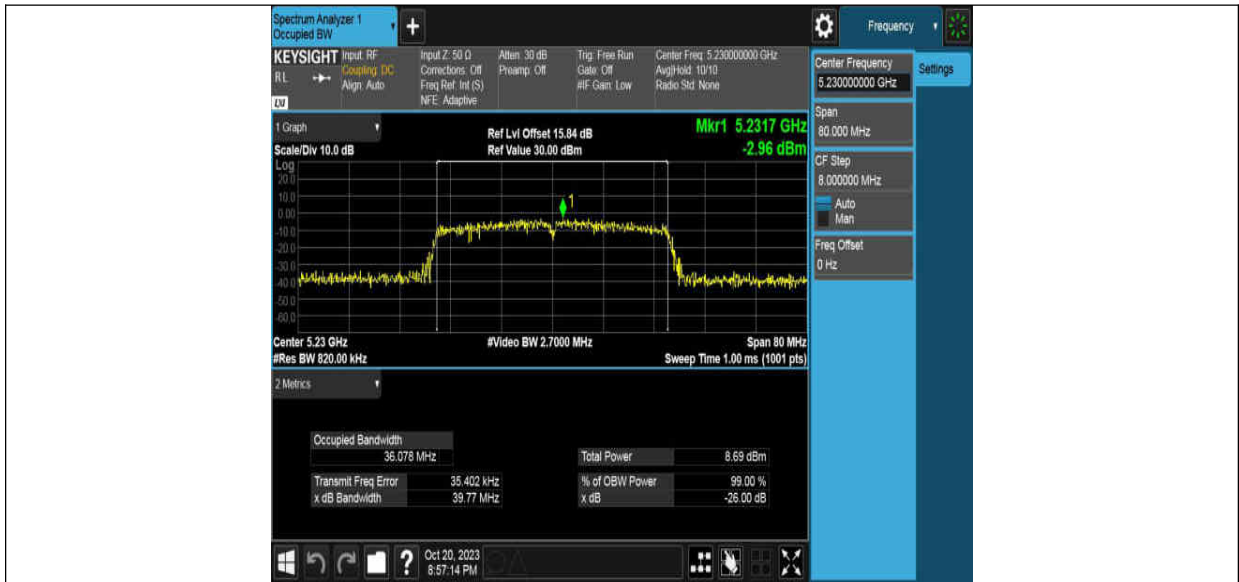 Spectrum Analyzer 1
Occupied BW
+
Frequency
KEYSIGHT
RL
LXI
Input: RF
Coupling: DC
Align: Auto
Input Z: 50 Ω
Corrections: Off
Freq Ref: Int (S)
NFE: Adaptive
Atten: 30 dB
Preamp: Off
Trig: Free Run
Gate: Off
#IF Gain: Low
Center Freq: 5.230000000 GHz
Avg|Hold: 10/10
Radio Std: None
Center Frequency
5.230000000 GHz
Settings
Span
80.000 MHz
CF Step
8.000000 MHz
Auto
Man
Freq Offset
0 Hz
1 Graph
Scale/Div 10.0 dB
Ref Lvl Offset 15.84 dB
Ref Value 30.00 dBm
Mkr1 5.2317 GHz
-2.96 dBm
Log
20.0
10.0
0.00
-10.0
-20.0
-30.0
-40.0
-50.0
-60.0
1
Center 5.23 GHz
#Video BW 2.7000 MHz
Span 80 MHz
#Res BW 820.00 kHz
Sweep Time 1.00 ms (1001 pts)
2 Metrics
Occupied Bandwidth
36.078 MHz
Total Power 8.69 dBm
Transmit Freq Error 35.402 kHz
% of OBW Power 99.00 %
x dB Bandwidth 39.77 MHz
x dB -26.00 dB
?
Oct 20, 2023
8:57:14 PM